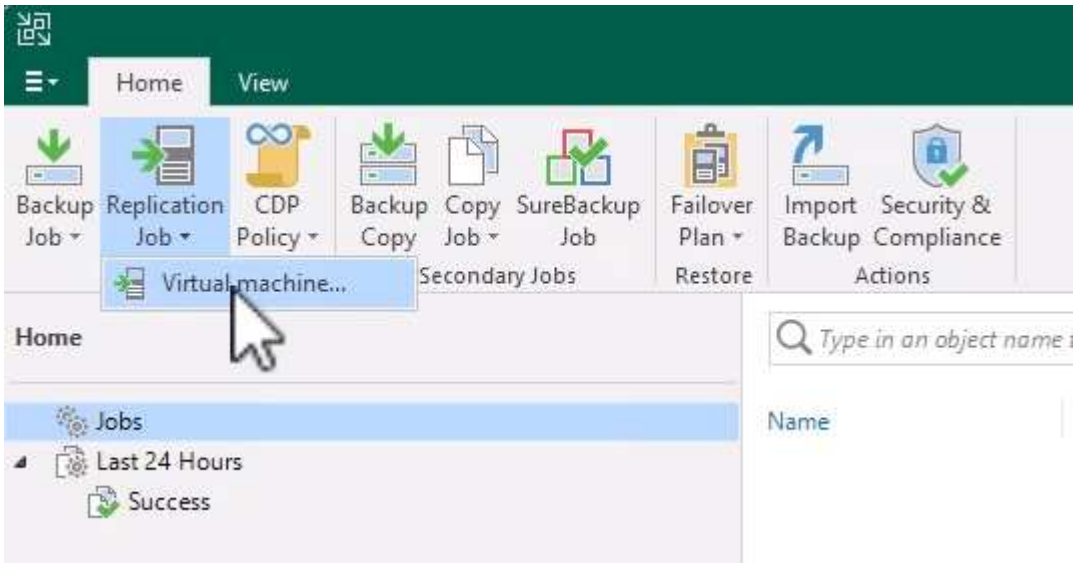 Home View
Backup Job
Replication Job
CDP Policy
Backup Copy
Copy Job
SureBackup Job
Failover Plan
Import Backup
Security & Compliance
Virtual machine...
Secondary Jobs
Restore
Actions
Home
Type in an object name
Jobs
Last 24 Hours
Success
Name